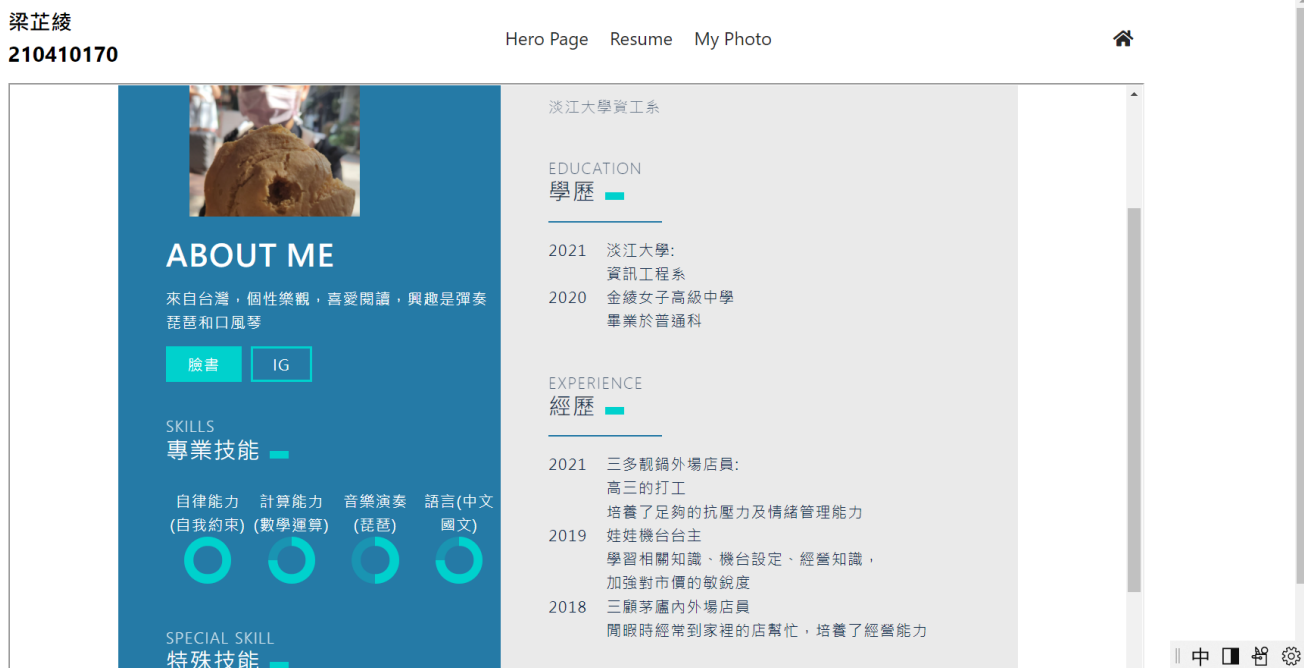 梁芷綾
210410170
Hero Page Resume My Photo
ABOUT ME
來自台灣，個性樂觀，喜愛閱讀，興趣是彈奏
琵琶和口風琴
臉書 IG
SKILLS
專業技能
自律能力 計算能力 音樂演奏 語言(中文
(自我約束) (數學運算) (琵琶) 國文)
SPECIAL SKILL
特殊技能
淡江大學資工系
EDUCATION
學歷
2021 淡江大學:
資訊工程系
2020 金綾女子高級中學
畢業於普通科
EXPERIENCE
經歷
2021 三多靓鍋外場店員:
高三的打工
培養了足夠的抗壓力及情緒管理能力
2019 娃娃機台台主
學習相關知識、機台設定、經營知識，
加強對市價的敏銳度
2018 三顧茅廬內外場店員
閒暇時經常到家裡的店幫忙，培養了經營能力
中